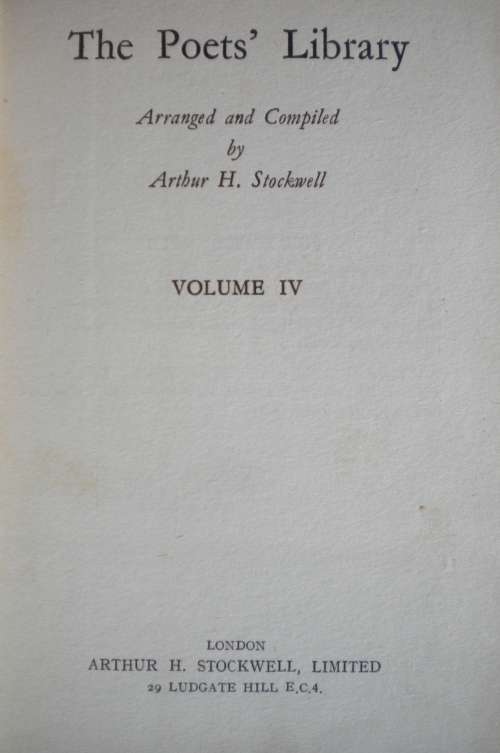 The Poets’ Library
Arranged and Compiled
by
Arthur H. Stockwell
VOLUME IV
LONDON
ARTHUR H. STOCKWELL, LIMITED
29 LUDGATE HILL E.C.4.